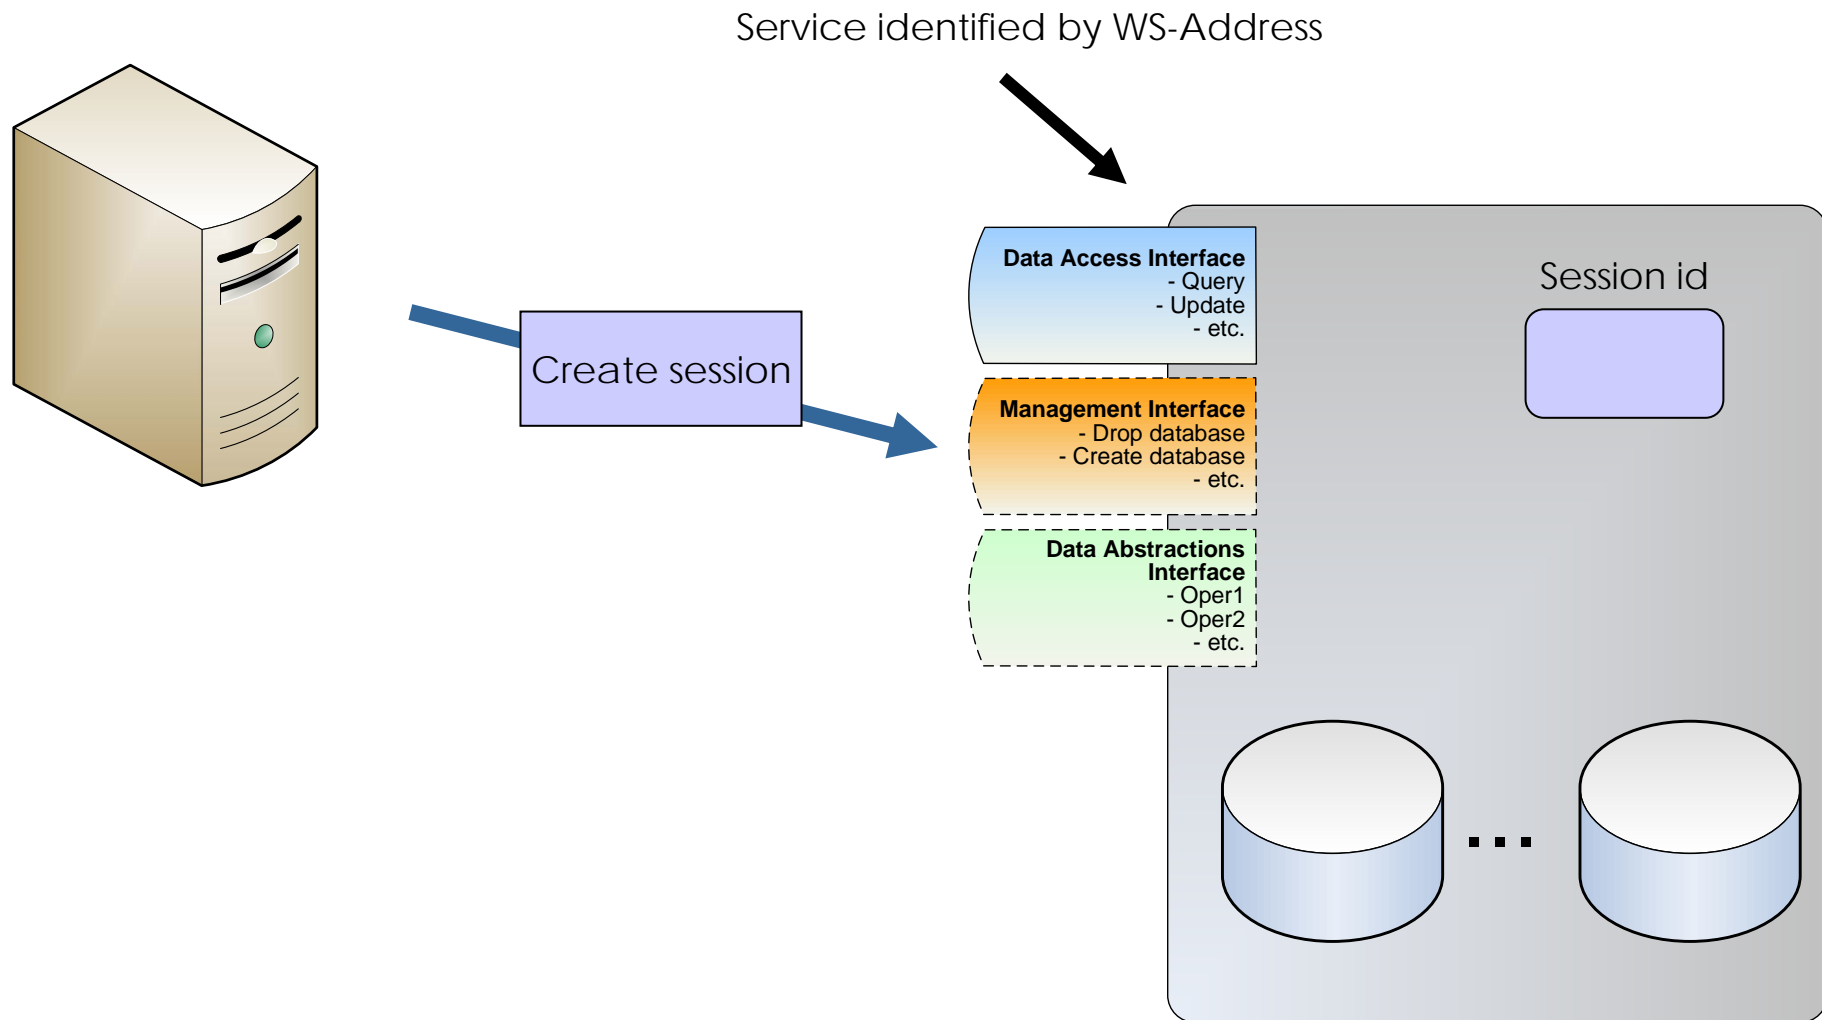 Service identified by WS-Address
Data Access Interface
- Query
- Update
- etc.
Session id
Create session
Management Interface
- Drop database
- Create database
- etc.
Data Abstractions
Interface
- Oper1
- Oper2
- etc.